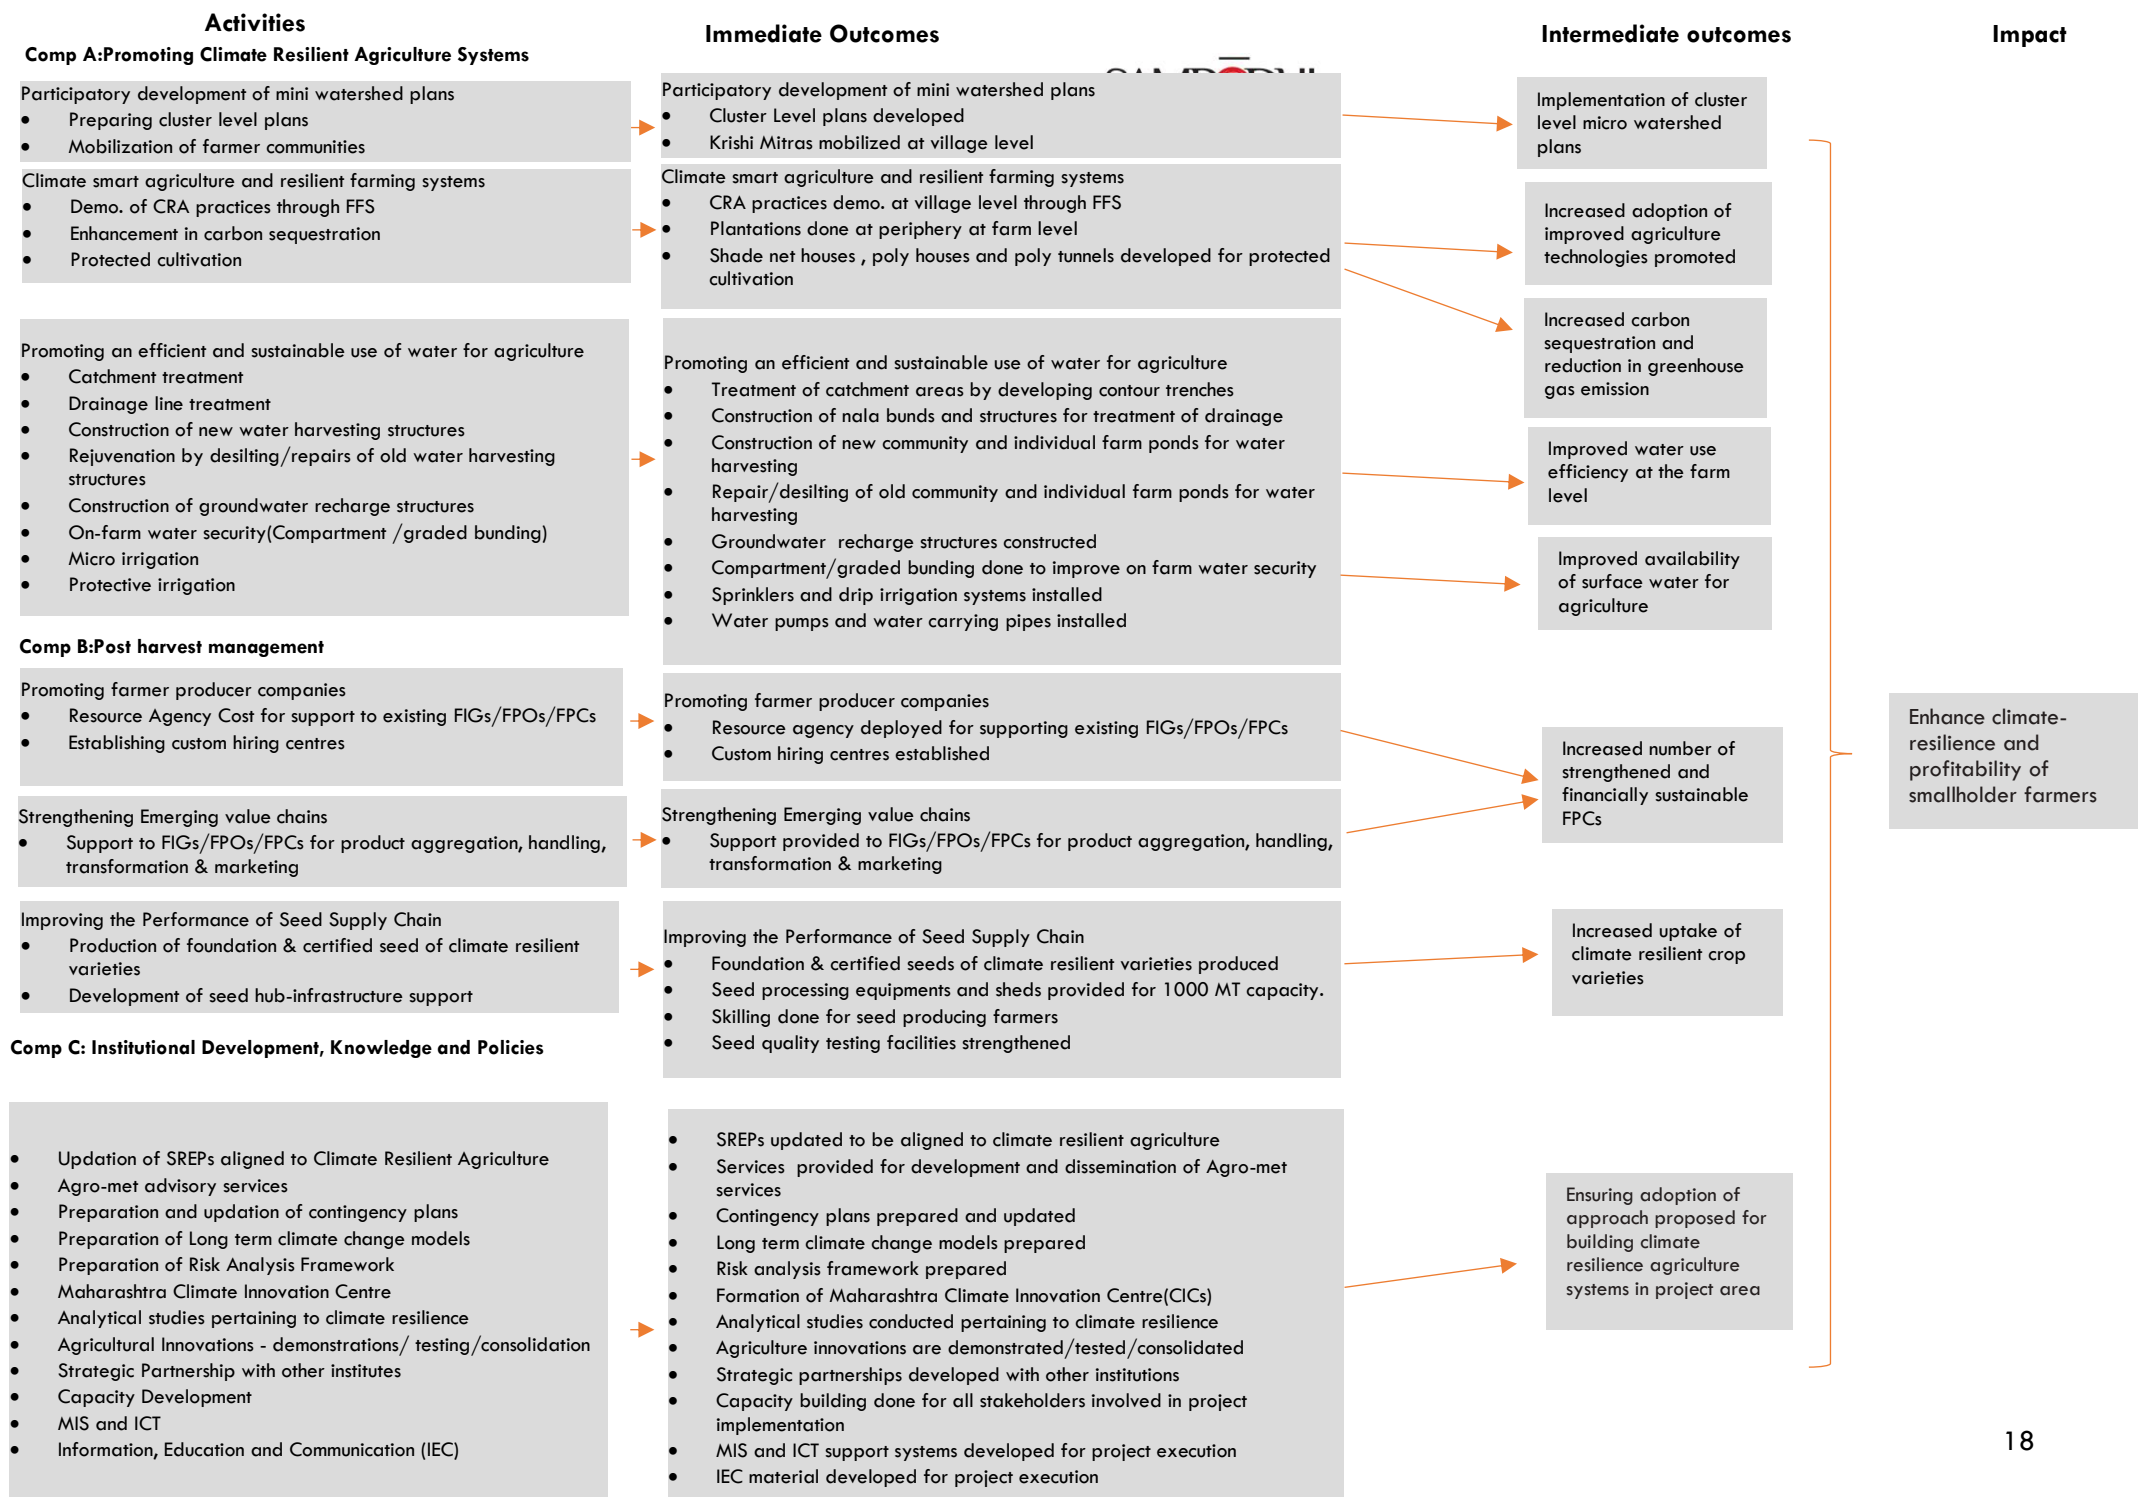 Activities
Immediate Outcomes
Intermediate outcomes
Impact
Comp A:Promoting Climate Resilient Agriculture Systems
Participatory development of mini watershed plans
• Preparing cluster level plans
• Mobilization of farmer communities
Climate smart agriculture and resilient farming systems
• Demo. of CRA practices through FFS
• Enhancement in carbon sequestration
• Protected cultivation
Promoting an efficient and sustainable use of water for agriculture
• Catchment treatment
• Drainage line treatment
• Construction of new water harvesting structures
• Rejuvenation by desilting/repairs of old water harvesting
structures
• Construction of groundwater recharge structures
• On-farm water security(Compartment /graded bunding)
• Micro irrigation
• Protective irrigation
Comp B:Post harvest management
Promoting farmer producer companies
• Resource Agency Cost for support to existing FIGs/FPOs/FPCs
• Establishing custom hiring centres
Strengthening Emerging value chains
• Support to FIGs/FPOs/FPCs for product aggregation, handling,
transformation & marketing
Improving the Performance of Seed Supply Chain
• Production of foundation & certified seed of climate resilient
varieties
• Development of seed hub-infrastructure support
Comp C: Institutional Development, Knowledge and Policies
• Updation of SREPs aligned to Climate Resilient Agriculture
• Agro-met advisory services
• Preparation and updation of contingency plans
• Preparation of Long term climate change models
• Preparation of Risk Analysis Framework
• Maharashtra Climate Innovation Centre
• Analytical studies pertaining to climate resilience
• Agricultural Innovations - demonstrations/ testing/consolidation
• Strategic Partnership with other institutes
• Capacity Development
• MIS and ICT
• Information, Education and Communication (IEC)
Participatory development of mini watershed plans
• Cluster Level plans developed
• Krishi Mitras mobilized at village level
Climate smart agriculture and resilient farming systems
• CRA practices demo. at village level through FFS
• Plantations done at periphery at farm level
• Shade net houses , poly houses and poly tunnels developed for protected
cultivation
Promoting an efficient and sustainable use of water for agriculture
• Treatment of catchment areas by developing contour trenches
• Construction of nala bunds and structures for treatment of drainage
• Construction of new community and individual farm ponds for water
harvesting
• Repair/desilting of old community and individual farm ponds for water
harvesting
• Groundwater recharge structures constructed
• Compartment/graded bunding done to improve on farm water security
• Sprinklers and drip irrigation systems installed
• Water pumps and water carrying pipes installed
Promoting farmer producer companies
• Resource agency deployed for supporting existing FIGs/FPOs/FPCs
• Custom hiring centres established
Strengthening Emerging value chains
• Support provided to FIGs/FPOs/FPCs for product aggregation, handling,
transformation & marketing
Improving the Performance of Seed Supply Chain
• Foundation & certified seeds of climate resilient varieties produced
• Seed processing equipments and sheds provided for 1000 MT capacity.
• Skilling done for seed producing farmers
• Seed quality testing facilities strengthened
• SREPs updated to be aligned to climate resilient agriculture
• Services provided for development and dissemination of Agro-met
services
• Contingency plans prepared and updated
• Long term climate change models prepared
• Risk analysis framework prepared
• Formation of Maharashtra Climate Innovation Centre(CICs)
• Analytical studies conducted pertaining to climate resilience
• Agriculture innovations are demonstrated/tested/consolidated
• Strategic partnerships developed with other institutions
• Capacity building done for all stakeholders involved in project
implementation
• MIS and ICT support systems developed for project execution
• IEC material developed for project execution
Implementation of cluster
level micro watershed
plans
Increased adoption of
improved agriculture
technologies promoted
Increased carbon
sequestration and
reduction in greenhouse
gas emission
Improved water use
efficiency at the farm
level
Improved availability
of surface water for
agriculture
Increased number of
strengthened and
financially sustainable
FPCs
Increased uptake of
climate resilient crop
varieties
Ensuring adoption of
approach proposed for
building climate
resilience agriculture
systems in project area
Enhance climate-
resilience and
profitability of
smallholder farmers
18